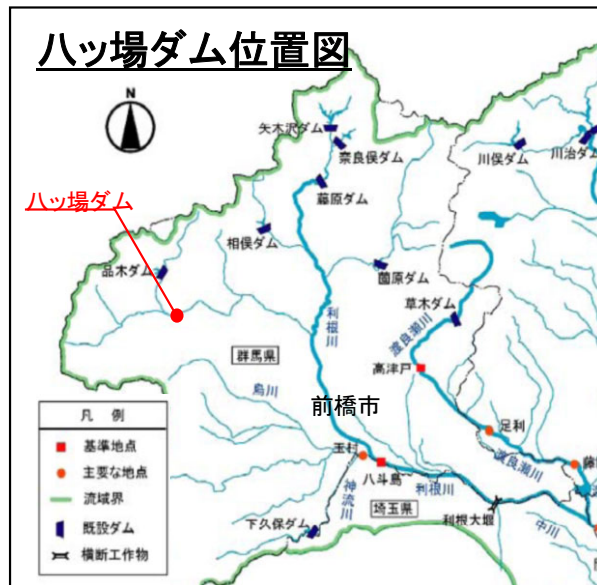 八ッ場ダム位置図
N
矢木沢ダム
奈良俣ダム
川俣ダム
川治ダム
藤原ダム
八ッ場ダム
相俣ダム
品木ダム
薗原ダム
草木ダム
利根川
渡良瀬川
群馬県
高津戸
烏川
前橋市
足利
凡 例
基準地点
主要な地点
流域界
既設ダム
横断工作物
玉村
八斗島
渡良瀬川
藤
利根川
神流川
埼玉県
利根大堰
中川
下久保ダム